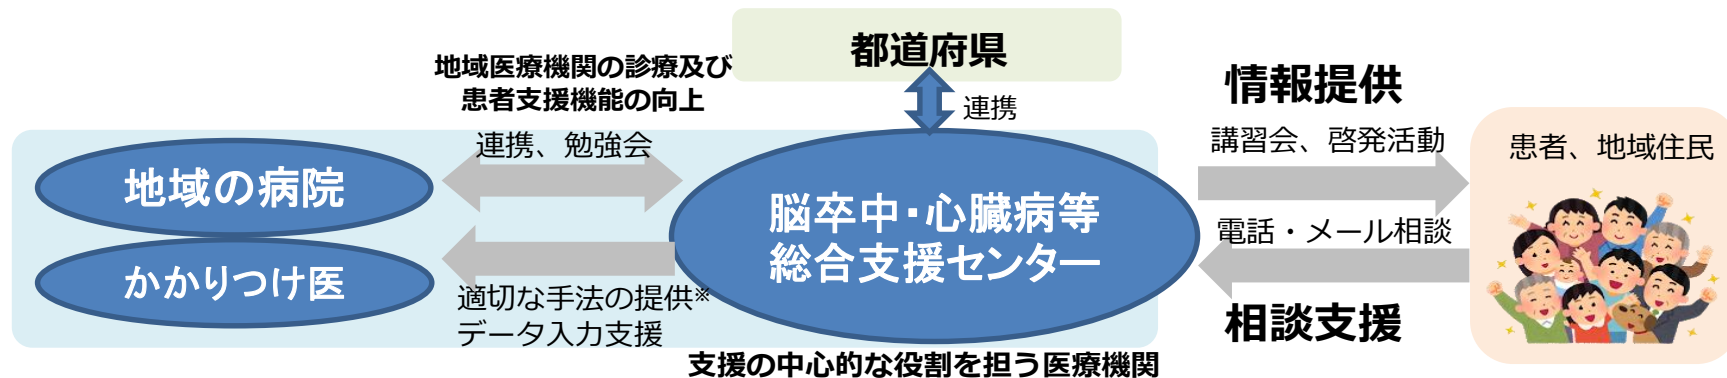 都道府県
地域医療機関の診療及び
患者支援機能の向上
連携
情報提供
連携、勉強会
講習会、啓発活動
患者、地域住民
地域の病院
脳卒中・心臓病等
総合支援センター
電話・メール相談
かかりつけ医
適切な手法の提供※
データ入力支援
相談支援
支援の中心的な役割を担う医療機関